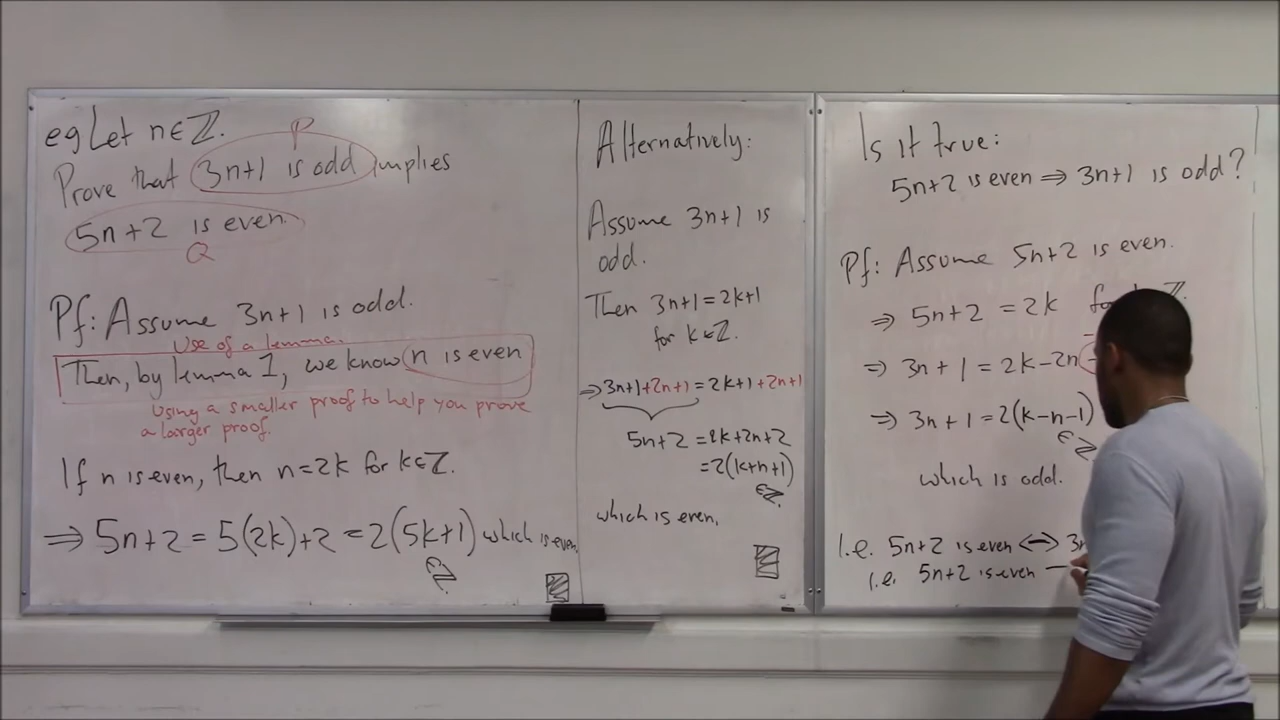 eg Let n∈ℤ.
P
Prove that 3n+1 is odd implies
5n+2 is even.
Q
Pf: Assume 3n+1 is odd.
Use of a lemma.
Then, by lemma 1, we know n is even
Using a smaller proof to help you prove
a larger proof.
If n is even, then n=2k for k∈ℤ.
⇒ 5n+2 = 5(2k)+2 = 2(5k+1) which is even
∈ℤ
Alternatively:
Assume 3n+1 is
odd.
Then 3n+1=2k+1
for k∈ℤ.
⇒3n+1+2n+1 = 2k+1+2n+1
5n+2 = 2k+2n+2
=2(k+n+1)
∈ℤ
which is even.
Is it true:
5n+2 is even ⇒ 3n+1 is odd?
Pf: Assume 5n+2 is even.
⇒ 5n+2 = 2k
⇒ 3n+1 = 2k-2n
⇒ 3n+1 = 2(k-n-1)
∈ℤ
which is odd.
I.e. 5n+2 is even ⟷
i.e. 5n+2 is even